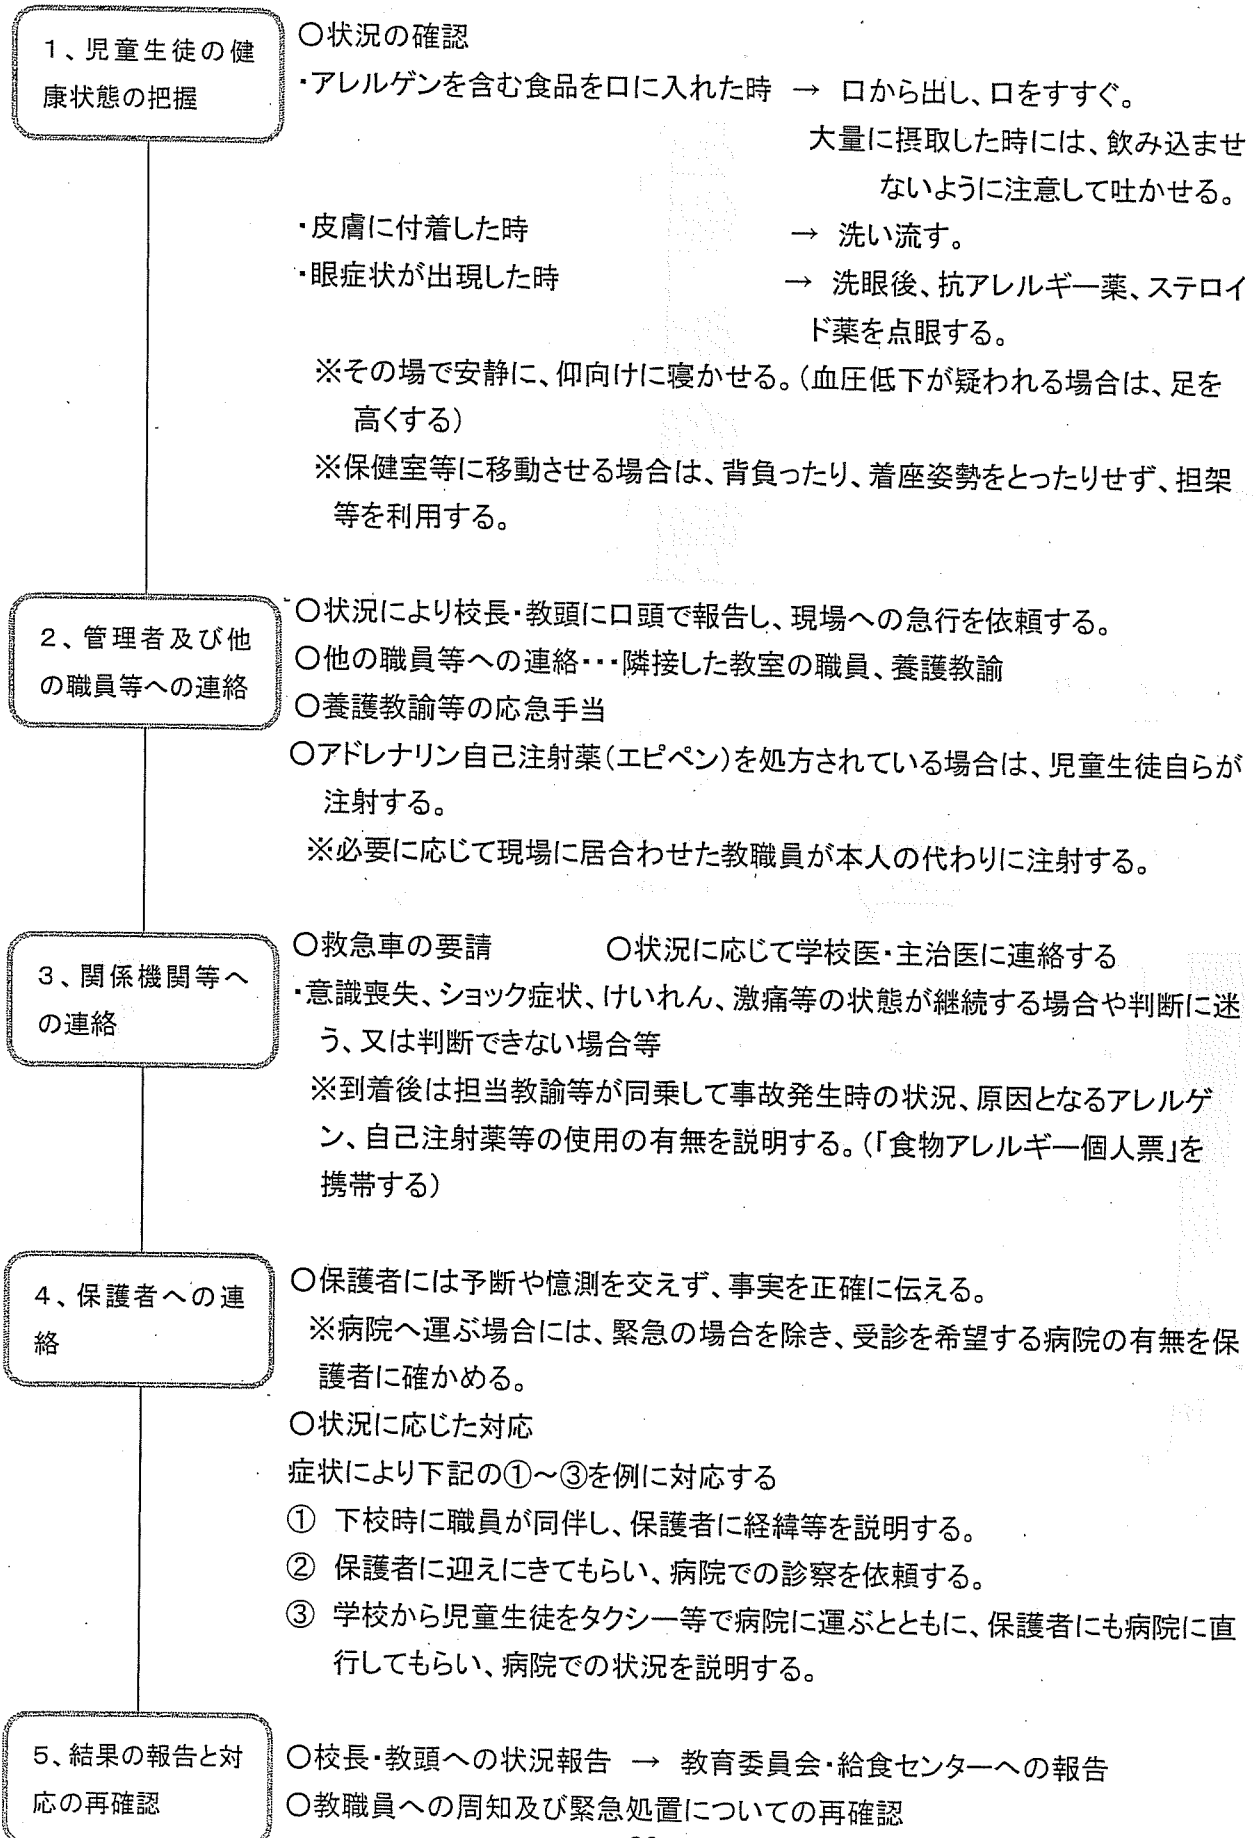 1、児童生徒の健
康状態の把握
○状況の確認
・アレルゲンを含む食品を口に入れた時 → 口から出し、口をすすぐ。
大量に摂取した時には、飲み込ませ
ないように注意して吐かせる。
・皮膚に付着した時 → 洗い流す。
・眼症状が出現した時 → 洗眼後、抗アレルギー薬、ステロイ
ド薬を点眼する。
※その場で安静に、仰向けに寝かせる。（血圧低下が疑われる場合は、足を
高くする）
※保健室等に移動させる場合は、背負ったり、着座姿勢をとったりせず、担架
等を利用する。
2、管理者及び他
の職員等への連絡
○状況により校長・教頭に口頭で報告し、現場への急行を依頼する。
○他の職員等への連絡・・・隣接した教室の職員、養護教諭
○養護教諭等の応急手当
○アドレナリン自己注射薬（エピペン）を処方されている場合は、児童生徒自らが
注射する。
※必要に応じて現場に居合わせた教職員が本人の代わりに注射する。
3、関係機関等へ
の連絡
○救急車の要請 ○状況に応じて学校医・主治医に連絡する
・意識喪失、ショック症状、けいれん、激痛等の状態が継続する場合や判断に迷
う、又は判断できない場合等
※到着後は担当教諭等が同乗して事故発生時の状況、原因となるアレルゲ
ン、自己注射薬等の使用の有無を説明する。（「食物アレルギー個人票」を
携帯する）
4、保護者への連
絡
○保護者には予断や憶測を交えず、事実を正確に伝える。
※病院へ運ぶ場合には、緊急の場合を除き、受診を希望する病院の有無を保
護者に確かめる。
○状況に応じた対応
症状により下記の①～③を例に対応する
① 下校時に職員が同伴し、保護者に経緯等を説明する。
② 保護者に迎えにきてもらい、病院での診察を依頼する。
③ 学校から児童生徒をタクシー等で病院に運ぶとともに、保護者にも病院に直
行してもらい、病院での状況を説明する。
5、結果の報告と対
応の再確認
○校長・教頭への状況報告 → 教育委員会・給食センターへの報告
○教職員への周知及び緊急処置についての再確認